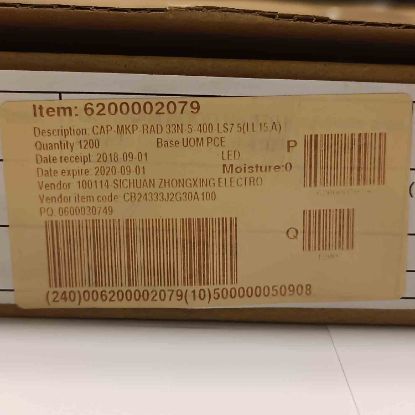 Item: 6200002079
Description: CAP-MKP-RAD 33N-5-400-LS7.5(LL15 A)
Quantity 1200 Base UOM PCE P
Date receipt: 2018-09-01 LED
Date expire: 2020-09-01 Moisture:0
Vendor: 100114-SICHUAN ZHONGXING ELECTRO
Vendor item code: CB24333J2G30A100
PO: 0600030749
Q
(240)006200002079(10)500000050908